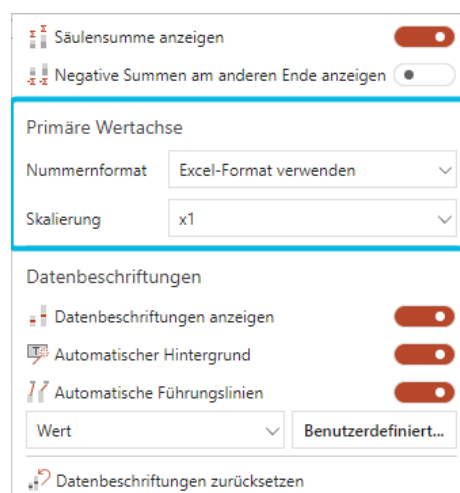 Säulensumme anzeigen
Negative Summen am anderen Ende anzeigen
Primäre Wertachse
Nummernformat Excel-Format verwenden
Skalierung x1
Datenbeschriftungen
Datenbeschriftungen anzeigen
Automatischer Hintergrund
Automatische Führungslinien
Wert Benutzerdefiniert...
Datenbeschriftungen zurücksetzen